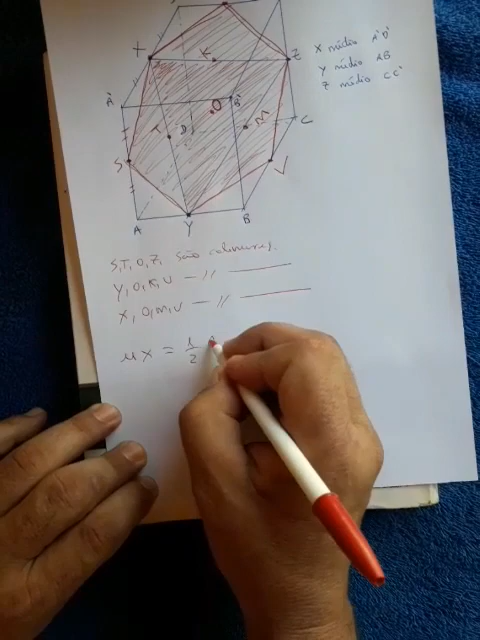 X médio A'D'
Y médio AB
Z médio CC'
X
K
Z
A'
O
B'
T
D
M
C
S
V
A
Y
B
S, T, O, Z, são colineares.
Y, O, K, U — // ———
X, O, M, V — // ———
UX = 1/2